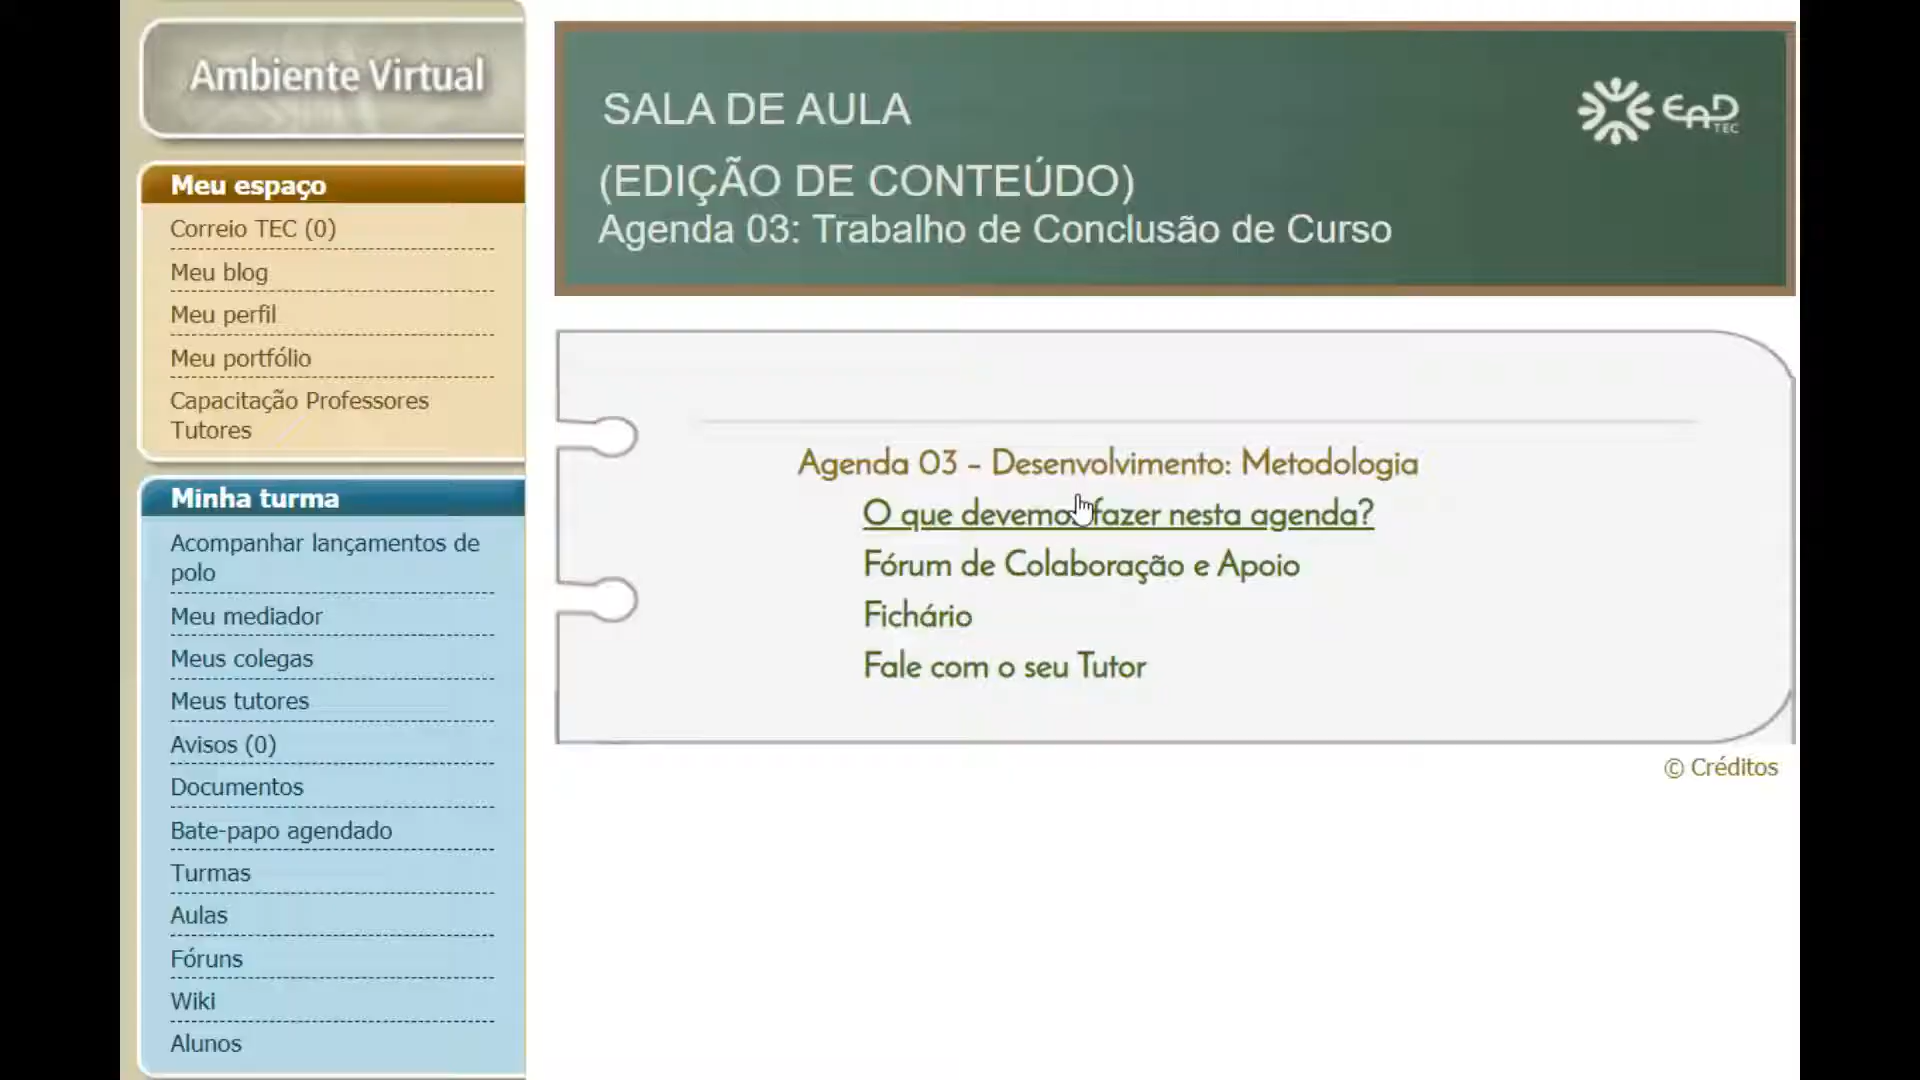 Ambiente Virtual
Meu espaço
Correio TEC (0)
Meu blog
Meu perfil
Meu portfólio
Capacitação Professores
Tutores
Minha turma
Acompanhar lançamentos de
polo
Meu mediador
Meus colegas
Meus tutores
Avisos (0)
Documentos
Bate-papo agendado
Turmas
Aulas
Fóruns
Wiki
Alunos
SALA DE AULA
(EDIÇÃO DE CONTEÚDO)
Agenda 03: Trabalho de Conclusão de Curso
EAD
TEC
Agenda 03 – Desenvolvimento: Metodologia
O que devemos fazer nesta agenda?
Fórum de Colaboração e Apoio
Fichário
Fale com o seu Tutor
© Créditos